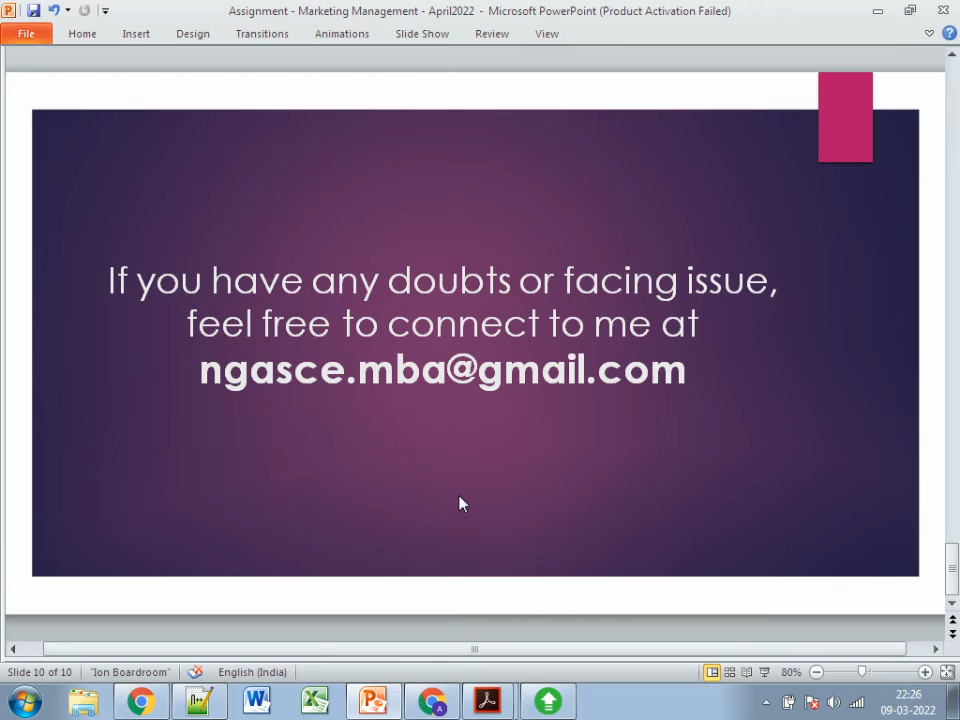 Assignment - Marketing Management - April2022 - Microsoft PowerPoint (Product Activation Failed)
File Home Insert Design Transitions Animations Slide Show Review View
If you have any doubts or facing issue,
feel free to connect to me at
ngasce.mba@gmail.com
Slide 10 of 10 "Ion Boardroom" English (India) 80%
22:26
09-03-2022